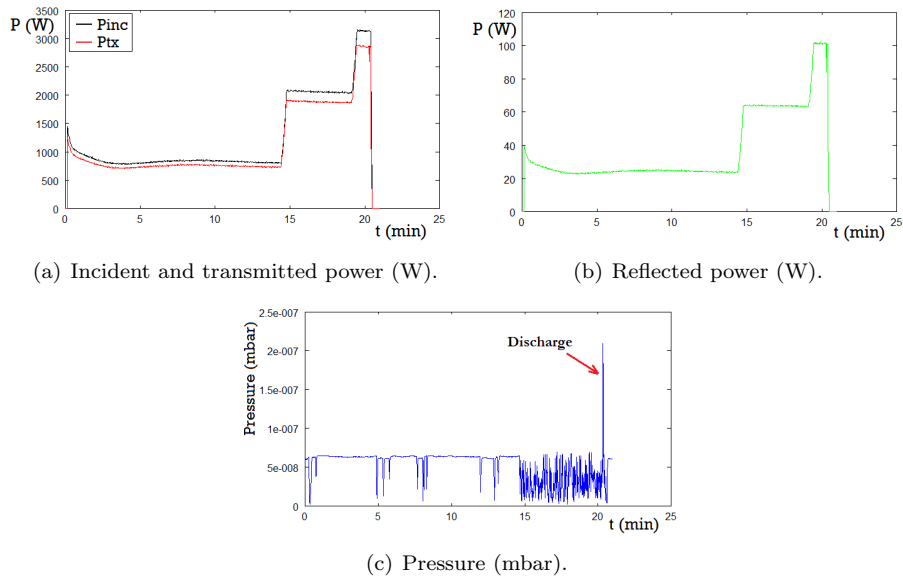 P (W)
3500
3000
2500
2000
1500
1000
500
0
Pinc
Ptx
0 5 10 15 20 25
t (min)
P (W)
120
100
80
60
40
20
0
0 5 10 15 20 25
t (min)
(a) Incident and transmitted power (W).
(b) Reflected power (W).
Pressure (mbar)
2.5e-007
2e-007
1.5e-007
1e-007
5e-008
0
Discharge
0 5 10 15 20 25
t (min)
(c) Pressure (mbar).